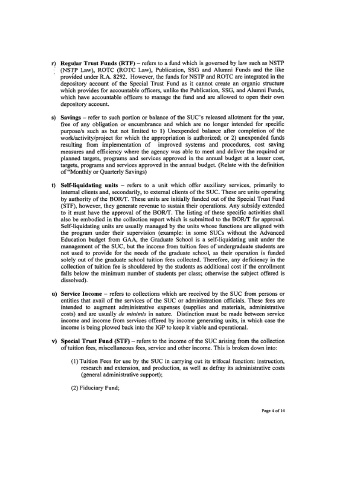 r) Regular Trust Funds (RTF) – refers to a fund which is governed by law such as NSTP
(NSTP Law), ROTC (ROTC Law), Publication, SSG and Alumni Funds and the like
provided under R.A. 8292. However, the funds for NSTP and ROTC are integrated in the
depository account of the Special Trust Fund as it cannot create an organic structure
which provides for accountable officers, unlike the Publication, SSG, and Alumni Funds,
which have accountable officers to manage the fund and are allowed to open their own
depository account.
s) Savings – refer to such portion or balance of the SUC's released allotment for the year,
free of any obligation or encumbrance and which are no longer intended for specific
purpose/s such as but not limited to 1) Unexpended balance after completion of the
work/activity/project for which the appropriation is authorized; or 2) unexpended funds
resulting from implementation of improved systems and procedures, cost saving
measures and efficiency where the agency was able to meet and deliver the required or
planned targets, programs and services approved in the annual budget at a lesser cost,
targets, programs and services approved in the annual budget. (Relate with the definition
of "Monthly or Quarterly Savings)
t) Self-liquidating units – refers to a unit which offer auxiliary services, primarily to
internal clients and, secondarily, to external clients of the SUC. These are units operating
by authority of the BOR/T. These units are initially funded out of the Special Trust Fund
(STF), however, they generate revenue to sustain their operations. Any subsidy extended
to it must have the approval of the BOR/T. The listing of these specific activities shall
also be embodied in the collection report which is submitted to the BOR/T for approval.
Self-liquidating units are usually managed by the units whose functions are aligned with
the program under their supervision (example: in some SUCs without the Advanced
Education budget from GAA, the Graduate School is a self-liquidating unit under the
management of the SUC, but the income from tuition fees of undergraduate students are
not used to provide for the needs of the graduate school, as their operation is funded
solely out of the graduate school tuition fees collected. Therefore, any deficiency in the
collection of tuition fee is shouldered by the students as additional cost if the enrollment
falls below the minimum number of students per class; otherwise the subject offered is
dissolved).
u) Service Income – refers to collections which are received by the SUC from persons or
entities that avail of the services of the SUC or administration officials. These fees are
intended to augment administrative expenses (supplies and materials, administrative
costs) and are usually de minimis in nature. Distinction must be made between service
income and income from services offered by income generating units, in which case the
income is being plowed back into the IGP to keep it viable and operational.
v) Special Trust Fund (STF) – refers to the income of the SUC arising from the collection
of tuition fees, miscellaneous fees, service and other income. This is broken down into:
(1) Tuition Fees for use by the SUC in carrying out its trifocal function: instruction,
research and extension, and production, as well as defray its administrative costs
(general administrative support);
(2) Fiduciary Fund;
Page 4 of 14